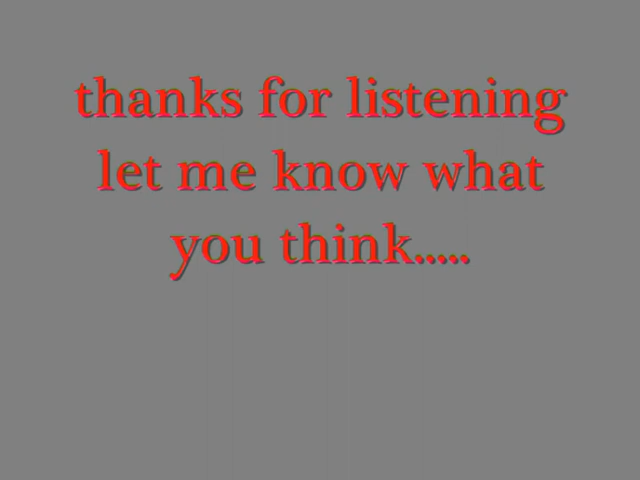 thanks for listening
let me know what
you think.....